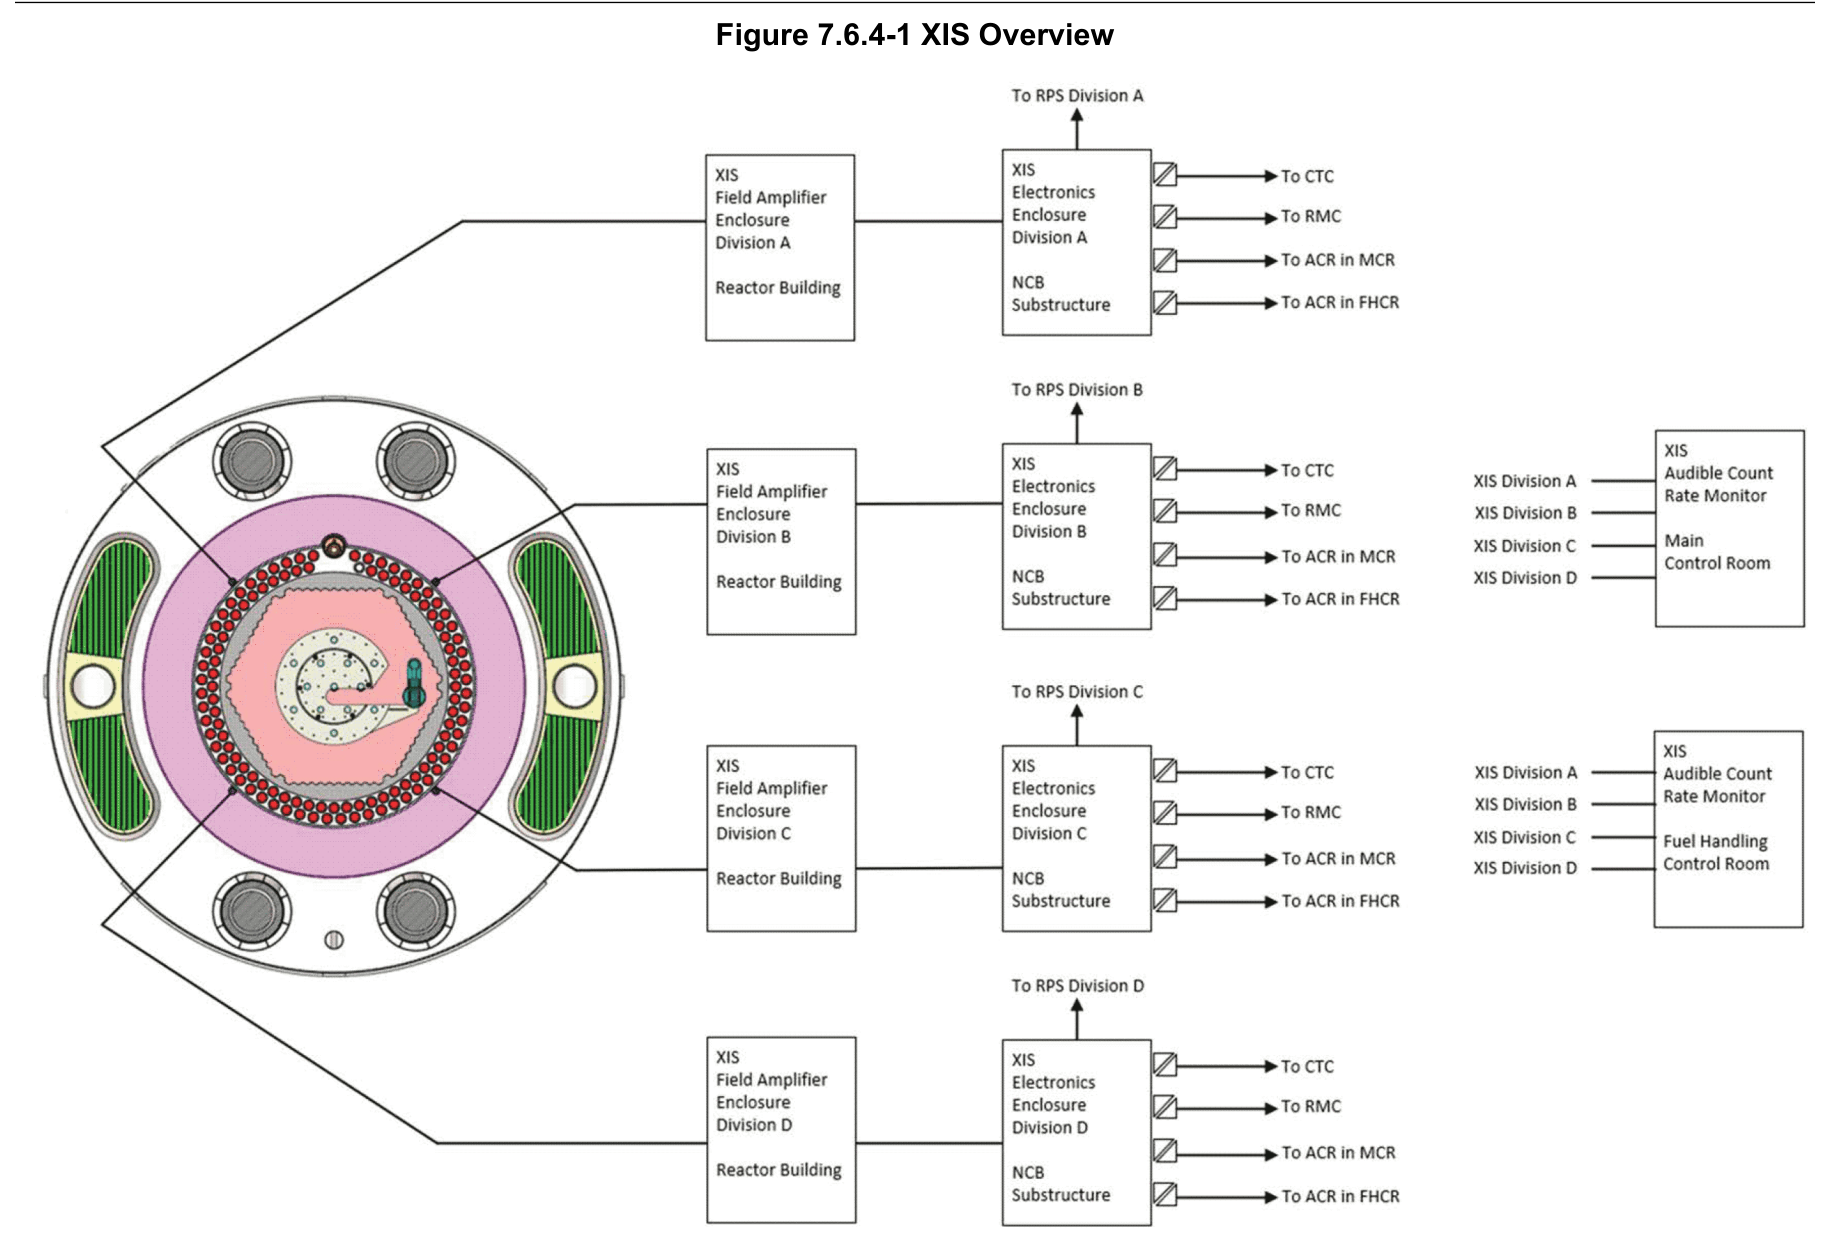 Figure 7.6.4-1 XIS Overview
To RPS Division A
XIS
Field Amplifier
Enclosure
Division A
Reactor Building
XIS
Electronics
Enclosure
Division A
NCB
Substructure
To CTC
To RMC
To ACR in MCR
To ACR in FHCR
To RPS Division B
XIS
Field Amplifier
Enclosure
Division B
Reactor Building
XIS
Electronics
Enclosure
Division B
NCB
Substructure
To CTC
To RMC
To ACR in MCR
To ACR in FHCR
XIS Division A
XIS Division B
XIS Division C
XIS Division D
XIS
Audible Count
Rate Monitor
Main
Control Room
To RPS Division C
XIS
Field Amplifier
Enclosure
Division C
Reactor Building
XIS
Electronics
Enclosure
Division C
NCB
Substructure
To CTC
To RMC
To ACR in MCR
To ACR in FHCR
XIS Division A
XIS Division B
XIS Division C
XIS Division D
XIS
Audible Count
Rate Monitor
Fuel Handling
Control Room
To RPS Division D
XIS
Field Amplifier
Enclosure
Division D
Reactor Building
XIS
Electronics
Enclosure
Division D
NCB
Substructure
To CTC
To RMC
To ACR in MCR
To ACR in FHCR